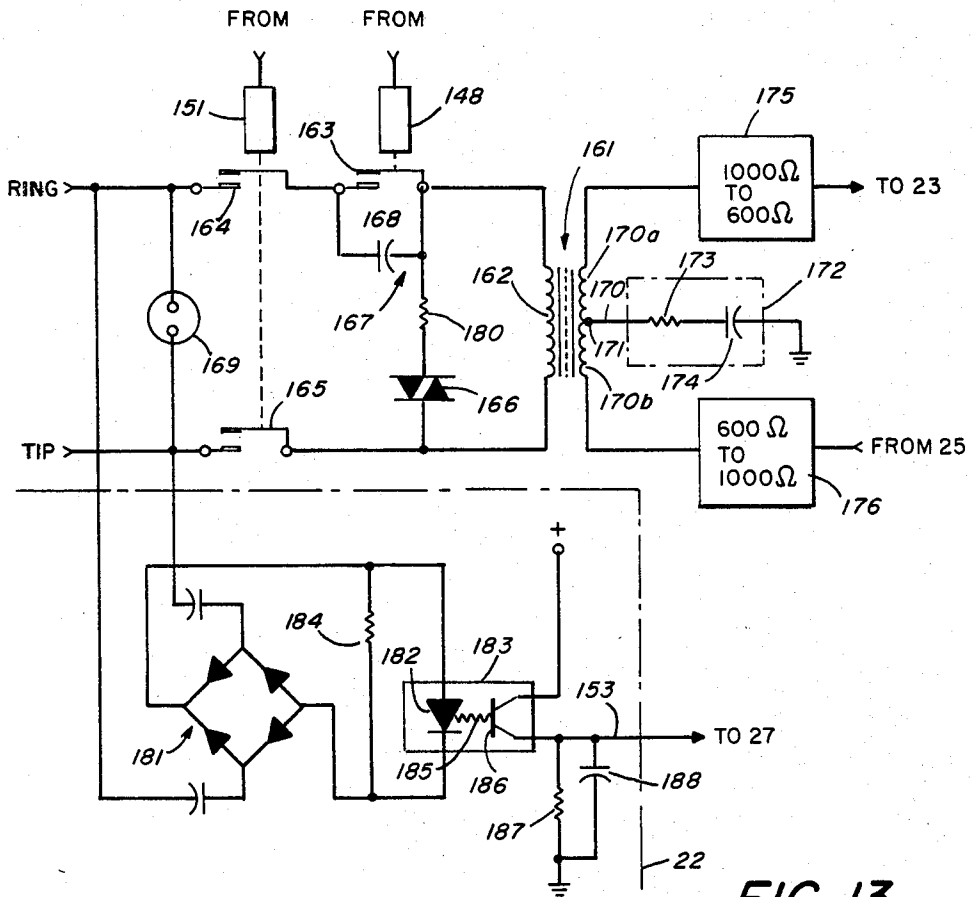 FROM FROM
151
163
148
161
175
RING
164
168
167
162
170a
170
173
172
1000Ω
TO
600Ω
TO 23
180
171
174
169
165
166
170b
TIP
600 Ω
TO
1000Ω
FROM 25
176
+
184
183
182
153
TO 27
181
185
186
188
187
22
FIG. 13